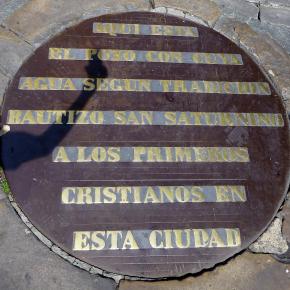 AQUI ESTA
EL POZO CON CUYA
AGUA SEGUN TRADICION
BAUTIZO SAN SATURNINO
A LOS PRIMEROS
CRISTIANOS EN
ESTA CIUDAD